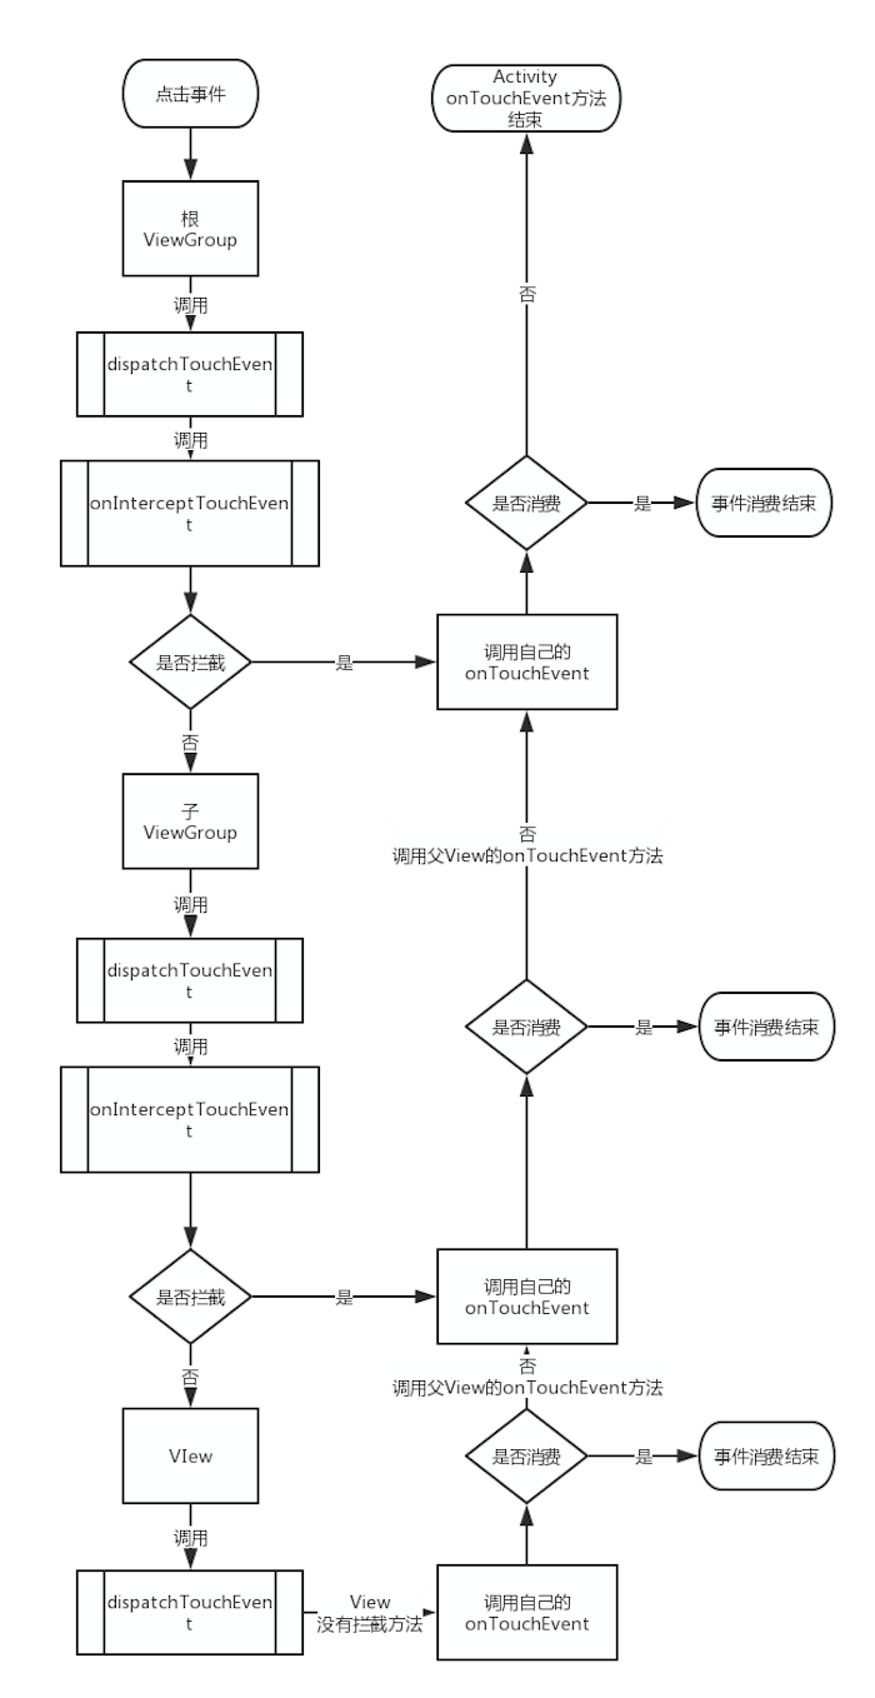 点击事件
根
ViewGroup
调用
dispatchTouchEven
t
调用
onInterceptTouchEven
t
是否拦截
是
否
子
ViewGroup
调用
dispatchTouchEven
t
调用
onInterceptTouchEven
t
是否拦截
是
否
VIew
调用
dispatchTouchEven
t
View
没有拦截方法
调用自己的
onTouchEvent
是否消费
是
事件消费结束
否
调用父View的onTouchEvent方法
调用自己的
onTouchEvent
是否消费
是
事件消费结束
否
调用父View的onTouchEvent方法
调用自己的
onTouchEvent
是否消费
是
事件消费结束
否
Activity
onTouchEvent方法
结束